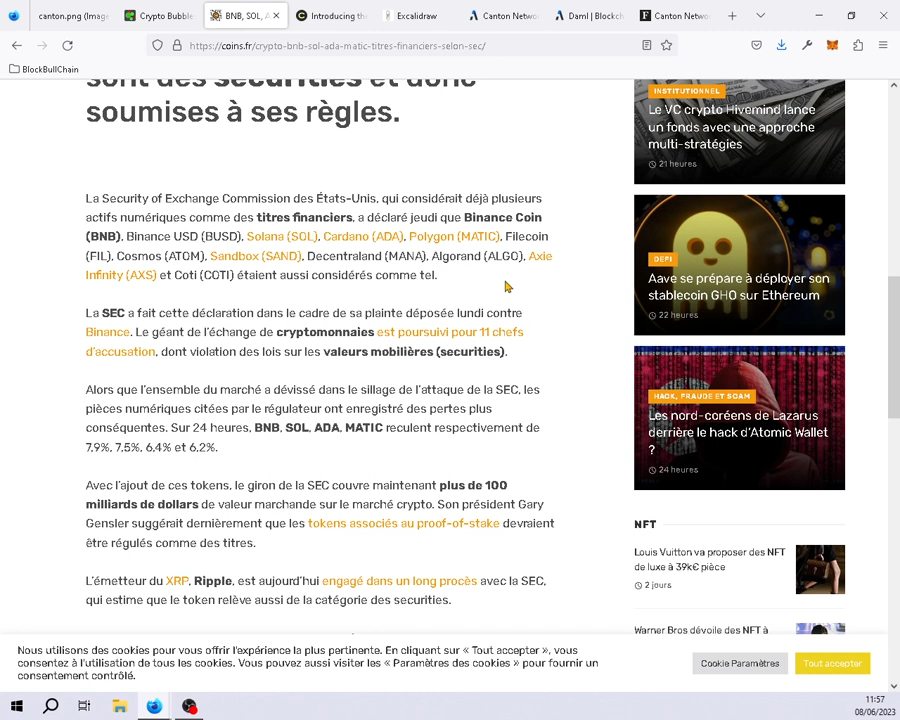 canton.png (Imag
Crypto Bubble
BNB, SOL, A
Introducing the
Excalidraw
Canton Netwo
Daml | Blockch
Canton Netwo
https://coins.fr/crypto-bnb-sol-ada-matic-titres-financiers-selon-sec/
BlockBullChain
sont des securities et donc
soumises à ses règles.
La Security of Exchange Commission des États-Unis, qui considérait déjà plusieurs
actifs numériques comme des titres financiers, a déclaré jeudi que Binance Coin
(BNB), Binance USD (BUSD), Solana (SOL), Cardano (ADA), Polygon (MATIC), Filecoin
(FIL), Cosmos (ATOM), Sandbox (SAND), Decentraland (MANA), Algorand (ALGO), Axie
Infinity (AXS) et Coti (COTI) étaient aussi considérés comme tel.
La SEC a fait cette déclaration dans le cadre de sa plainte déposée lundi contre
Binance. Le géant de l'échange de cryptomonnaies est poursuivi pour 11 chefs
d'accusation, dont violation des lois sur les valeurs mobilières (securities).
Alors que l'ensemble du marché a dévissé dans le sillage de l'attaque de la SEC, les
pièces numériques citées par le régulateur ont enregistré des pertes plus
conséquentes. Sur 24 heures, BNB, SOL, ADA, MATIC reculent respectivement de
7,9%, 7,5%, 6,4% et 6,2%.
Avec l'ajout de ces tokens, le giron de la SEC couvre maintenant plus de 100
milliards de dollars de valeur marchande sur le marché crypto. Son président Gary
Gensler suggérait dernièrement que les tokens associés au proof-of-stake devraient
être régulés comme des titres.
L'émetteur du XRP, Ripple, est aujourd'hui engagé dans un long procès avec la SEC,
qui estime que le token relève aussi de la catégorie des securities.
INSTITUTIONNEL
Le VC crypto Hivemind lance
un fonds avec une approche
multi-stratégies
21 heures
DEFI
Aave se prépare à déployer son
stablecoin GHO sur Ethereum
22 heures
HACK, FRAUDE ET SCAM
Les nord-coréens de Lazarus
derrière le hack d'Atomic Wallet
?
24 heures
NFT
Louis Vuitton va proposer des NFT
de luxe à 39k€ pièce
2 jours
Warner Bros dévoile des NFT à
Nous utilisons des cookies pour vous offrir l'expérience la plus pertinente. En cliquant sur « Tout accepter », vous
consentez à l'utilisation de tous les cookies. Vous pouvez aussi visiter les « Paramètres des cookies » pour fournir un
consentement contrôlé.
Cookie Paramètres
Tout accepter
11:57
08/06/2023